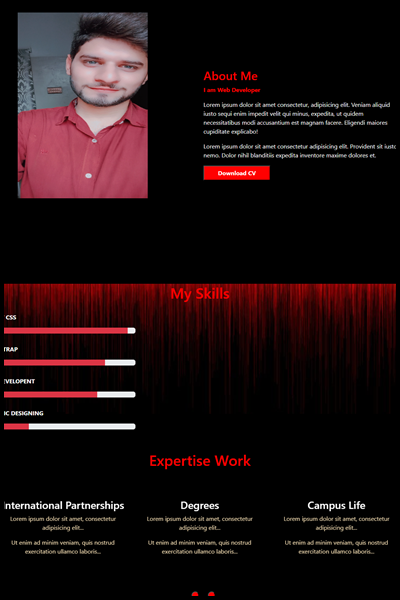 About Me
I am Web Developer
Lorem ipsum dolor sit amet consectetur, adipisicing elit. Veniam aliquid
iusto sequi enim impedit velit qui minus, expedita, ut quidem
necessitatibus modi accusantium est magnam facere. Eligendi maiores
cupiditate explicabo!
Lorem ipsum dolor sit amet consectetur adipisicing elit. Provident sit iusto
nemo. Dolor nihil blanditiis expedita inventore maxime dolores et.
Download CV
My Skills
CSS
TRAP
EVELOPENT
IC DESIGNING
Expertise Work
International Partnerships
Lorem ipsum dolor sit amet, consectetur
adipisicing elit...
Ut enim ad minim veniam, quis nostrud
exercitation ullamco laboris...
Degrees
Lorem ipsum dolor sit amet, consectetur
adipisicing elit...
Ut enim ad minim veniam, quis nostrud
exercitation ullamco laboris...
Campus Life
Lorem ipsum dolor sit amet, consectetur
adipisicing elit...
Ut enim ad minim veniam, quis nostrud
exercitation ullamco laboris...